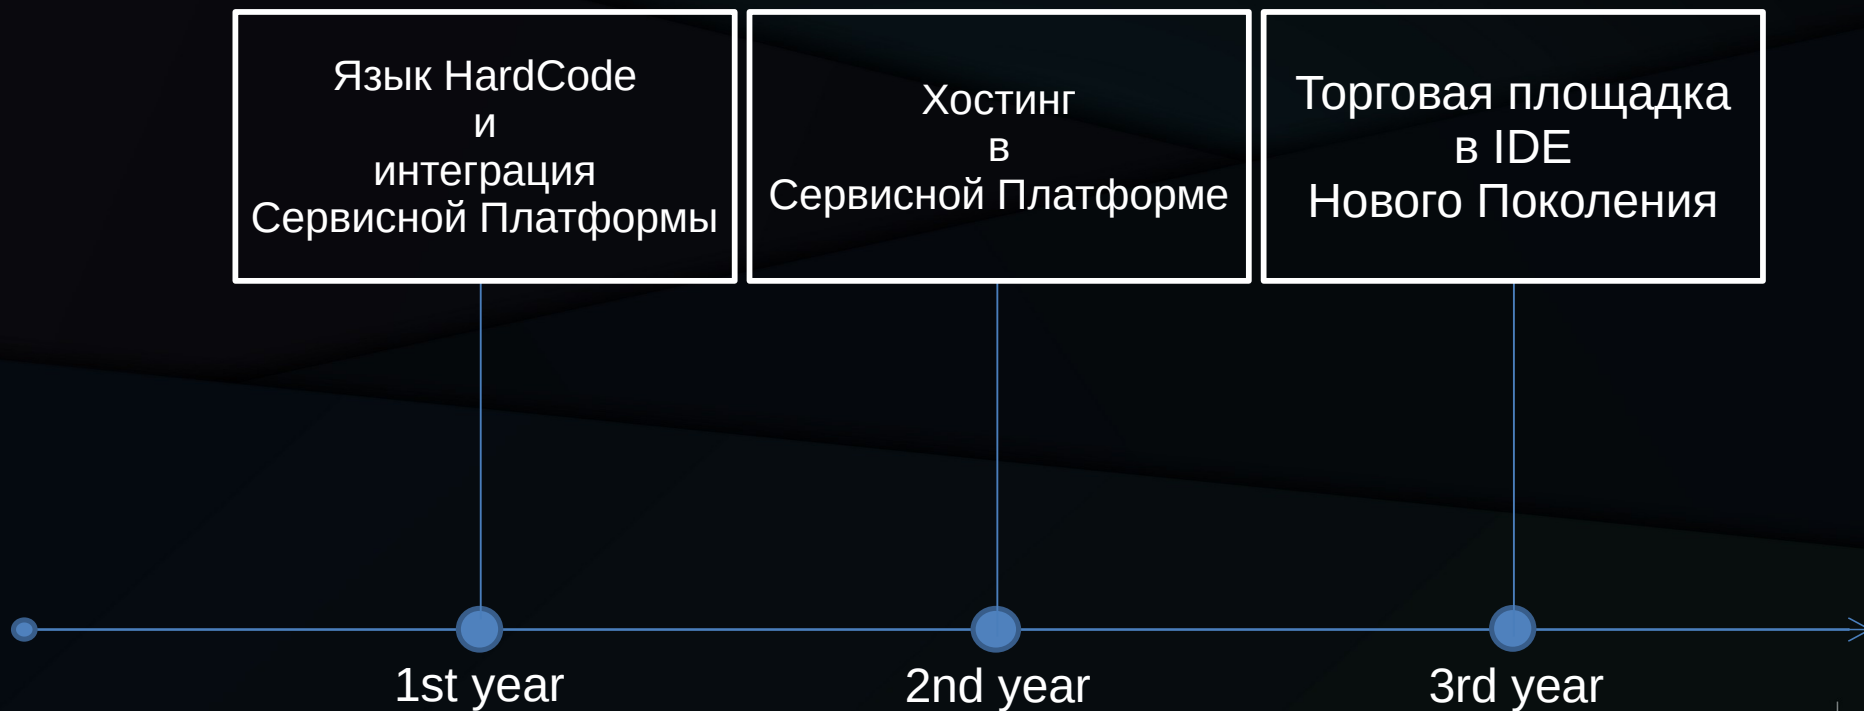 Язык HardCode
и
интеграция
Сервисной Платформы
Хостинг
в
Сервисной Платформе
Торговая площадка
в IDE
Нового Поколения
1st year
2nd year
3rd year